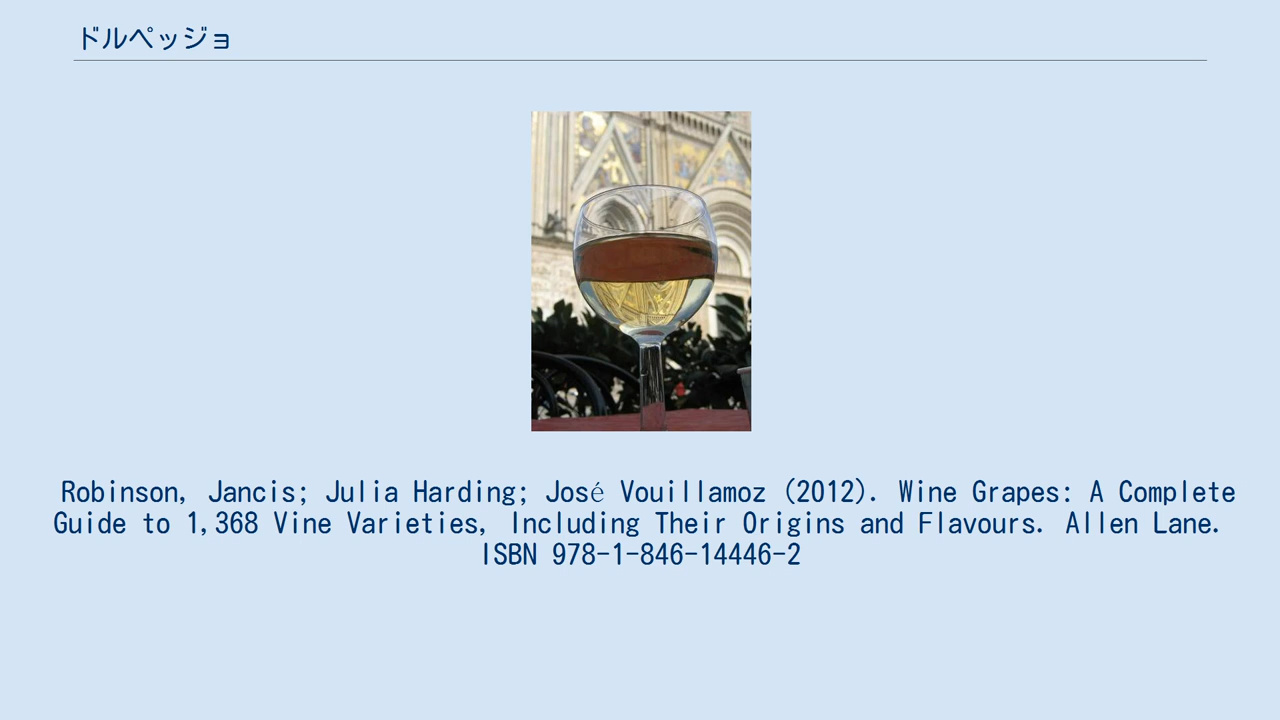 ドルペッジョ
Robinson, Jancis; Julia Harding; José Vouillamoz (2012). Wine Grapes: A Complete
Guide to 1,368 Vine Varieties, Including Their Origins and Flavours. Allen Lane.
ISBN 978-1-846-14446-2